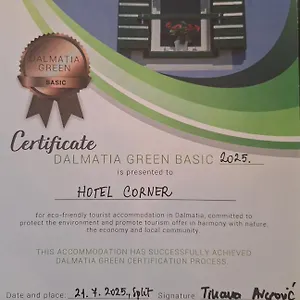 DALMATIA
GREEN
BASIC
Certificate
DALMATIA GREEN BASIC 2025.
is presented to
HOTEL CORNER
for eco-friendly tourist accommodation in Dalmatia, committed to
protect the environment and promote tourism offer in harmony with nature,
the economy and local community.
THIS ACCOMMODATION HAS SUCCESSFULLY ACHIEVED
DALMATIA GREEN CERTIFICATION PROCESS.
Date and place 21. 7. 2025, Split Signature